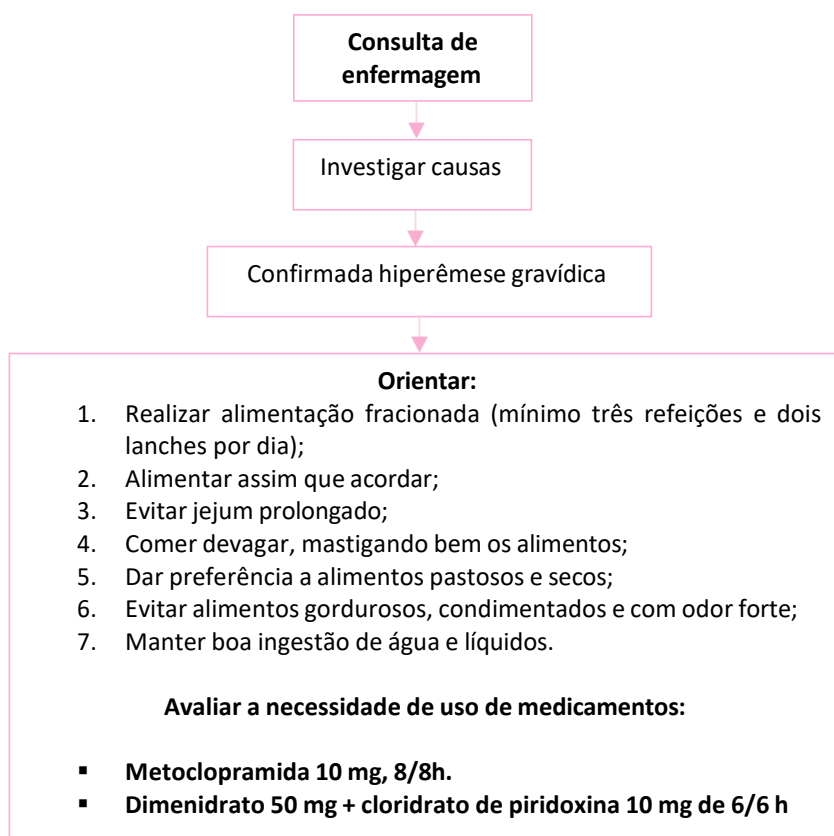 Consulta de
enfermagem
Investigar causas
Confirmada hiperêmese gravídica
Orientar:
1. Realizar alimentação fracionada (mínimo três refeições e dois
lanches por dia);
2. Alimentar assim que acordar;
3. Evitar jejum prolongado;
4. Comer devagar, mastigando bem os alimentos;
5. Dar preferência a alimentos pastosos e secos;
6. Evitar alimentos gordurosos, condimentados e com odor forte;
7. Manter boa ingestão de água e líquidos.
Avaliar a necessidade de uso de medicamentos:
▪ Metoclopramida 10 mg, 8/8h.
▪ Dimenidrato 50 mg + cloridrato de piridoxina 10 mg de 6/6 h